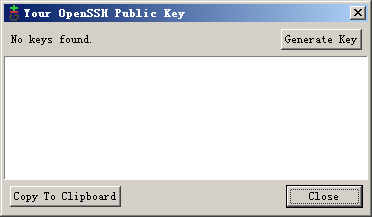 Your OpenSSH Public Key
No keys found.
Generate Key
Copy To Clipboard
Close